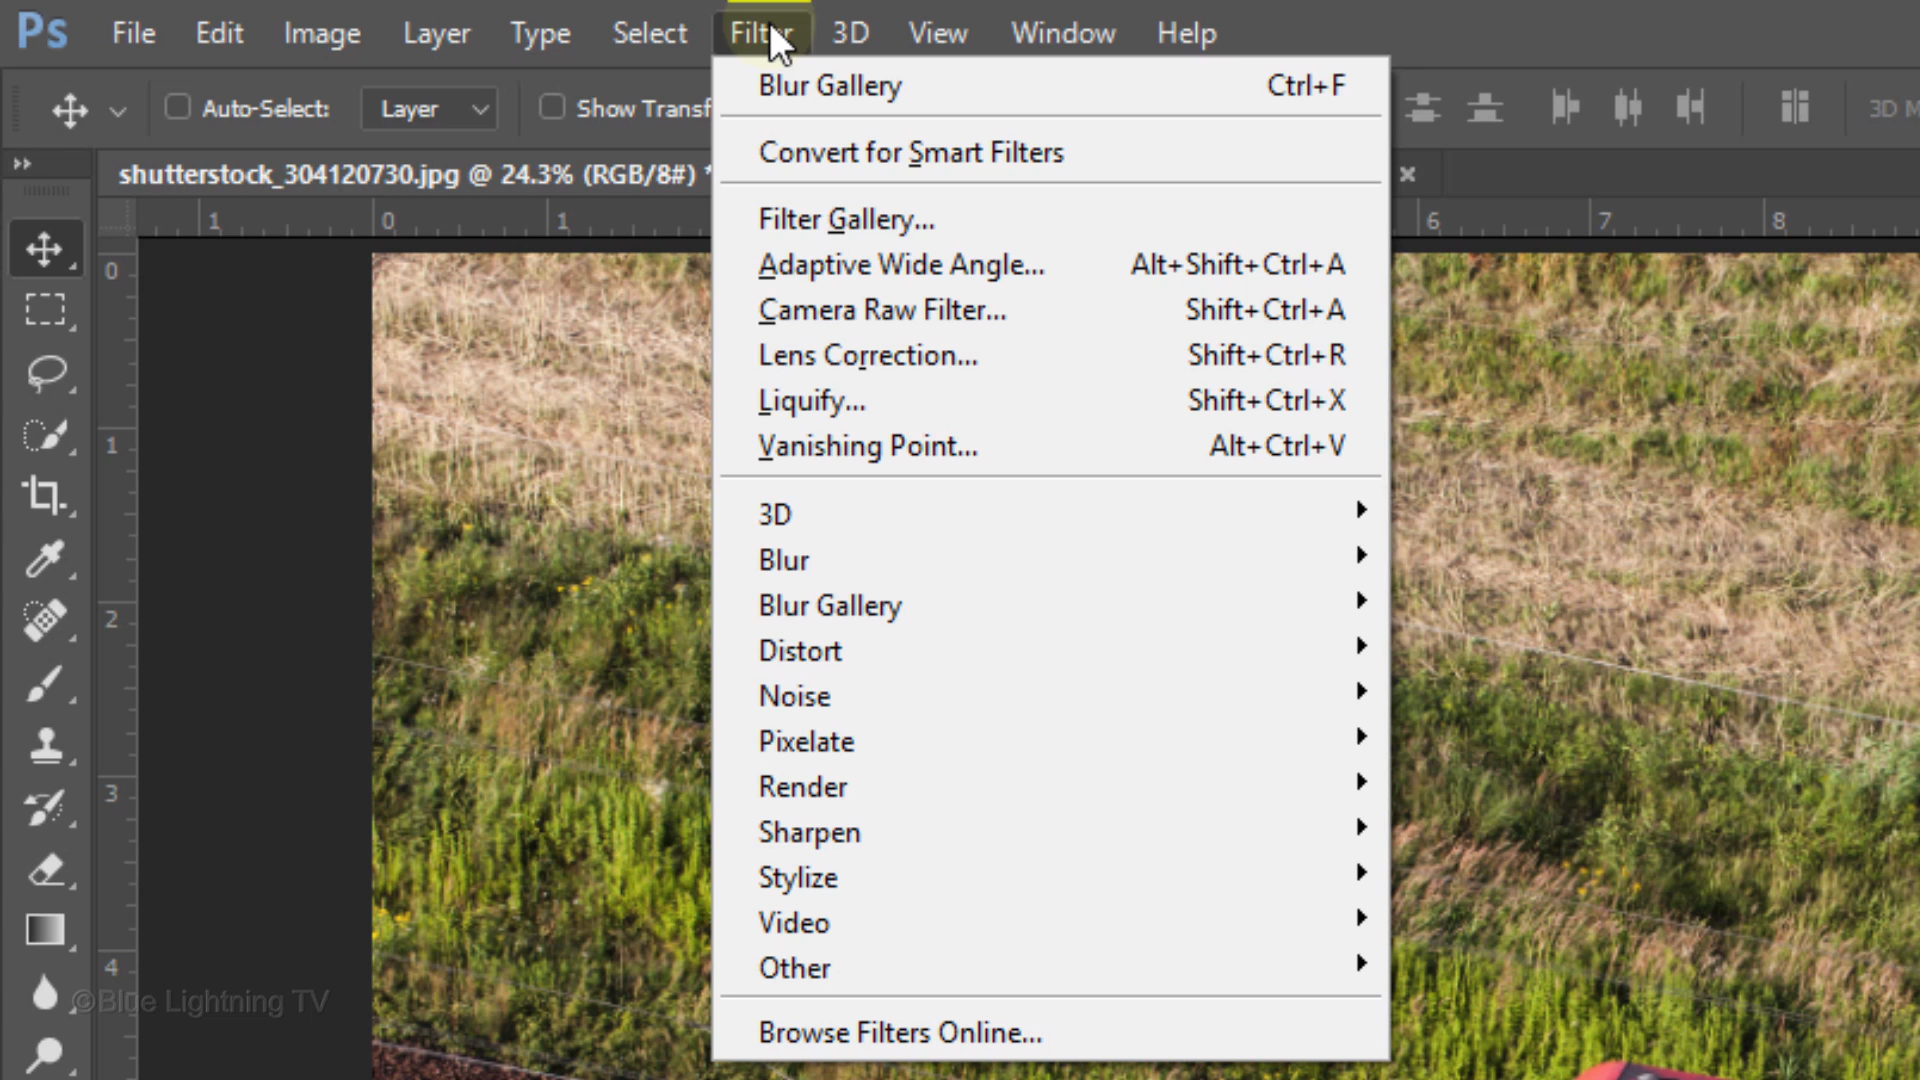 Ps File Edit Image Layer Type Select Filter 3D View Window Help
Auto-Select: Layer Show Transf 3D M
shutterstock_304120730.jpg @ 24.3% (RGB/8#) *
1 0 1 6 7 8
0
1
2
3
4
Blur Gallery Ctrl+F
Convert for Smart Filters
Filter Gallery...
Adaptive Wide Angle... Alt+Shift+Ctrl+A
Camera Raw Filter... Shift+Ctrl+A
Lens Correction... Shift+Ctrl+R
Liquify... Shift+Ctrl+X
Vanishing Point... Alt+Ctrl+V
3D
Blur
Blur Gallery
Distort
Noise
Pixelate
Render
Sharpen
Stylize
Video
Other
Browse Filters Online...
©Blue Lightning TV